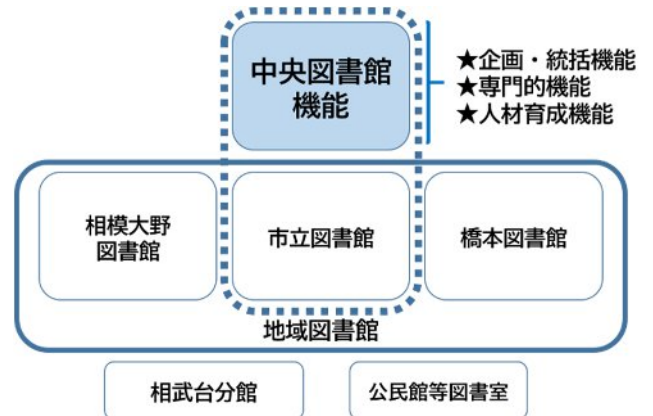 中央図書館
機能
★企画・統括機能
★専門的機能
★人材育成機能
相模大野
図書館
市立図書館
橋本図書館
地域図書館
相武台分館
公民館等図書室